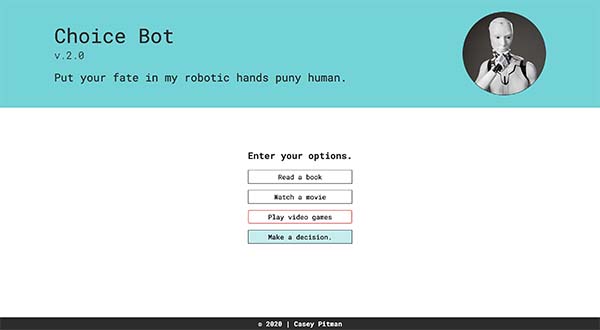 Choice Bot
v.2.0
Put your fate in my robotic hands puny human.
Enter your options.
Read a book
Watch a movie
Play video games
Make a decision.
© 2020 | Casey Pitman